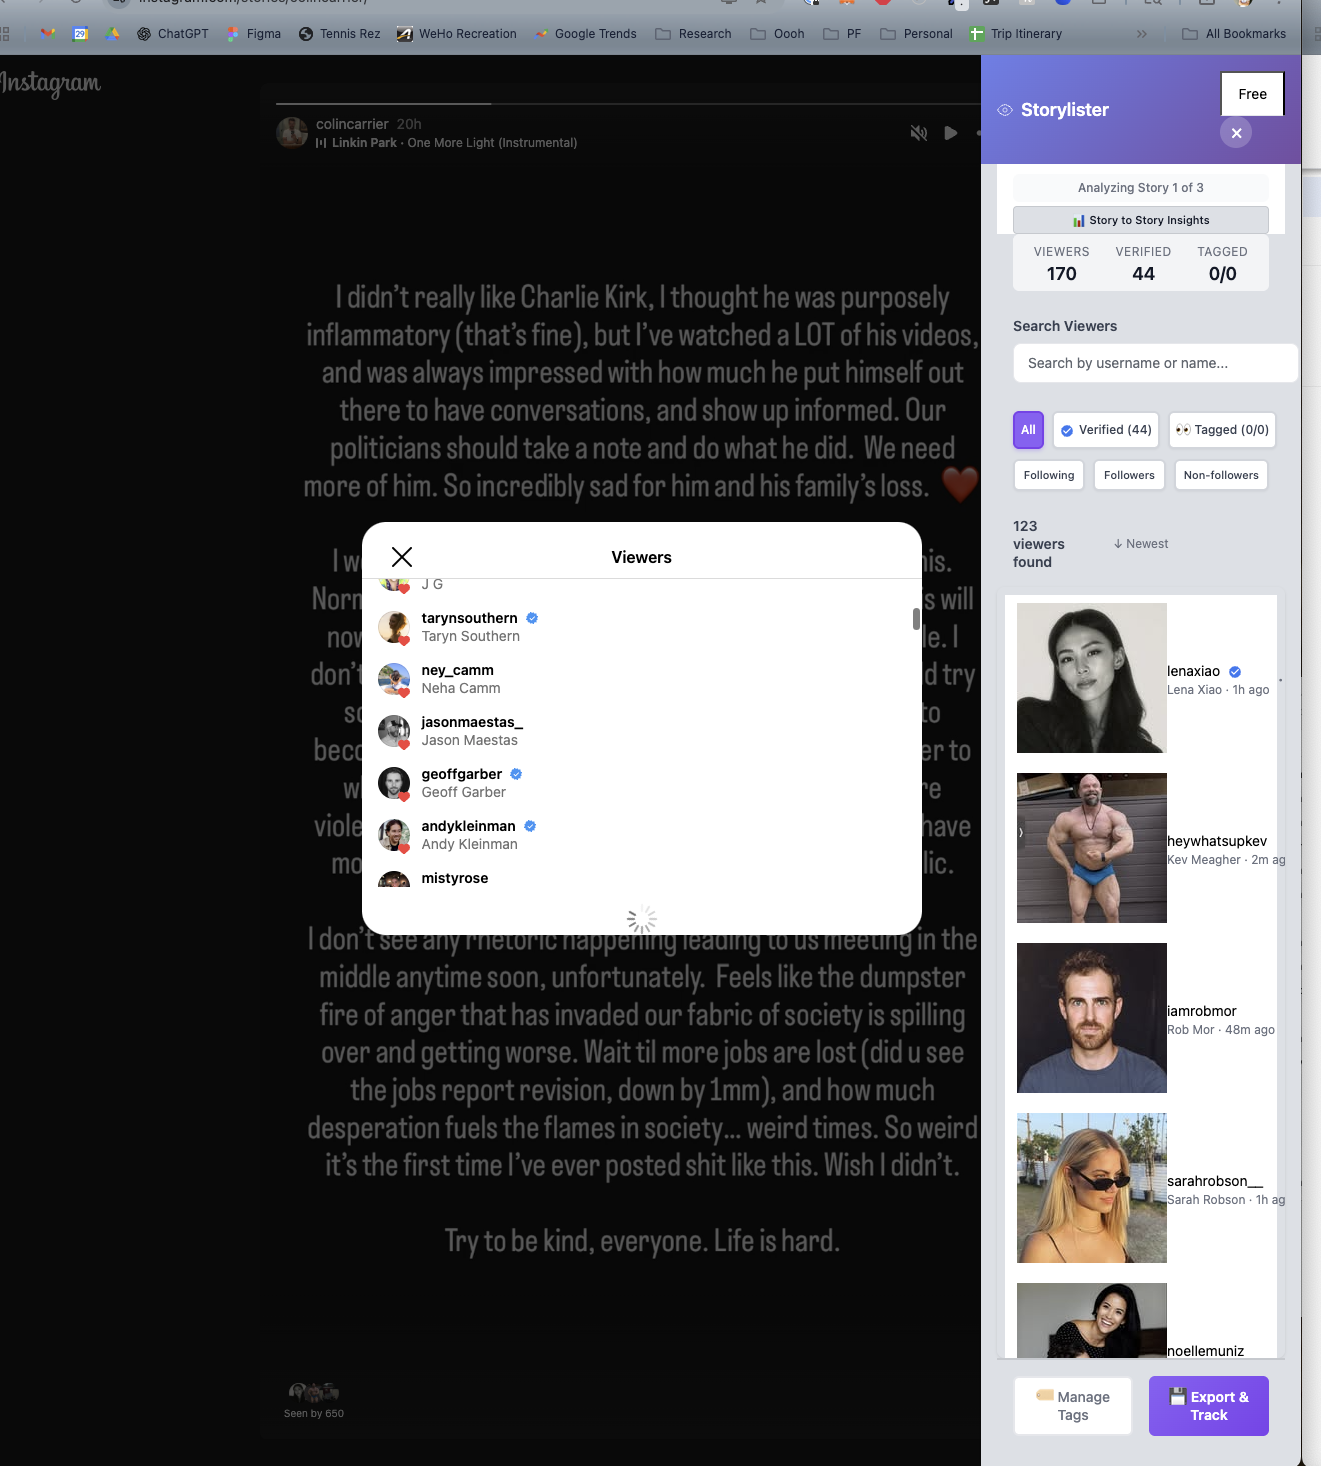 ChatGPT
Figma
Tennis Rez
WeHo Recreation
Google Trends
Research
Oooh
PF
Personal
Trip Itinerary
»
All Bookmarks
Instagram
colincarrier 20h
Linkin Park · One More Light (Instrumental)
I didn't really like Charlie Kirk, I thought he was purposely
inflammatory (that's fine), but I've watched a LOT of his videos,
and was always impressed with how much he put himself out
there to have conversations, and show up informed. Our
politicians should take a note and do what he did. We need
more of him. So incredibly sad for him and his family's loss. ❤️
I w
is.
Norn
s will
now
le. I
don't
d try
so
to
beco
er to
w
re
viole
have
mo
lic.
Viewers
J G
tarynsouthern
Taryn Southern
ney_camm
Neha Camm
jasonmaestas_
Jason Maestas
geoffgarber
Geoff Garber
andykleinman
Andy Kleinman
mistyrose
I don't see any rhetoric happening leading to us meeting in the
middle anytime soon, unfortunately. Feels like the dumpster
fire of anger that has invaded our fabric of society is spilling
over and getting worse. Wait til more jobs are lost (did u see
the jobs report revision, down by 1mm), and how much
desperation fuels the flames in society... weird times. So weird
it's the first time I've ever posted shit like this. Wish I didn't.
Try to be kind, everyone. Life is hard.
Seen by 650
Storylister
Free
Analyzing Story 1 of 3
📊 Story to Story Insights
VIEWERS VERIFIED TAGGED
170 44 0/0
Search Viewers
Search by username or name...
All
Verified (44)
👀 Tagged (0/0)
Following
Followers
Non-followers
123
viewers
found
↓ Newest
lenaxiao
Lena Xiao · 1h ago
heywhatsupkev
Kev Meagher · 2m ag
iamrobmor
Rob Mor · 48m ago
sarahrobson__
Sarah Robson · 1h ag
noellemuniz
🏷️ Manage
Tags
💾 Export &
Track